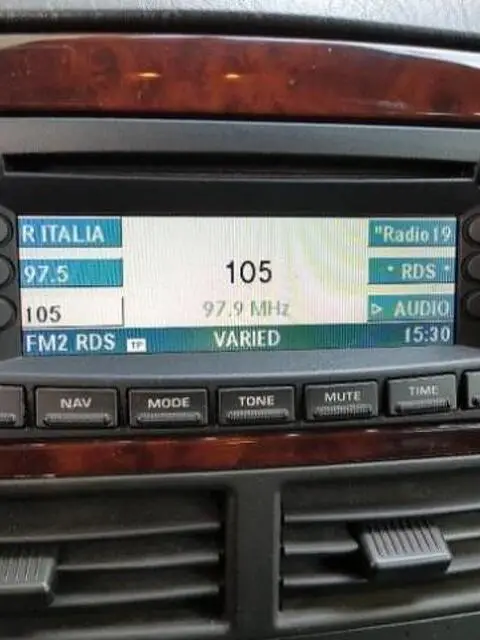 R ITALIA
"Radio 19
97.5
105
• RDS •
105
97.9 MHz
▷ AUDIO
FM2 RDS TP VARIED 15:30
NAV MODE TONE MUTE TIME